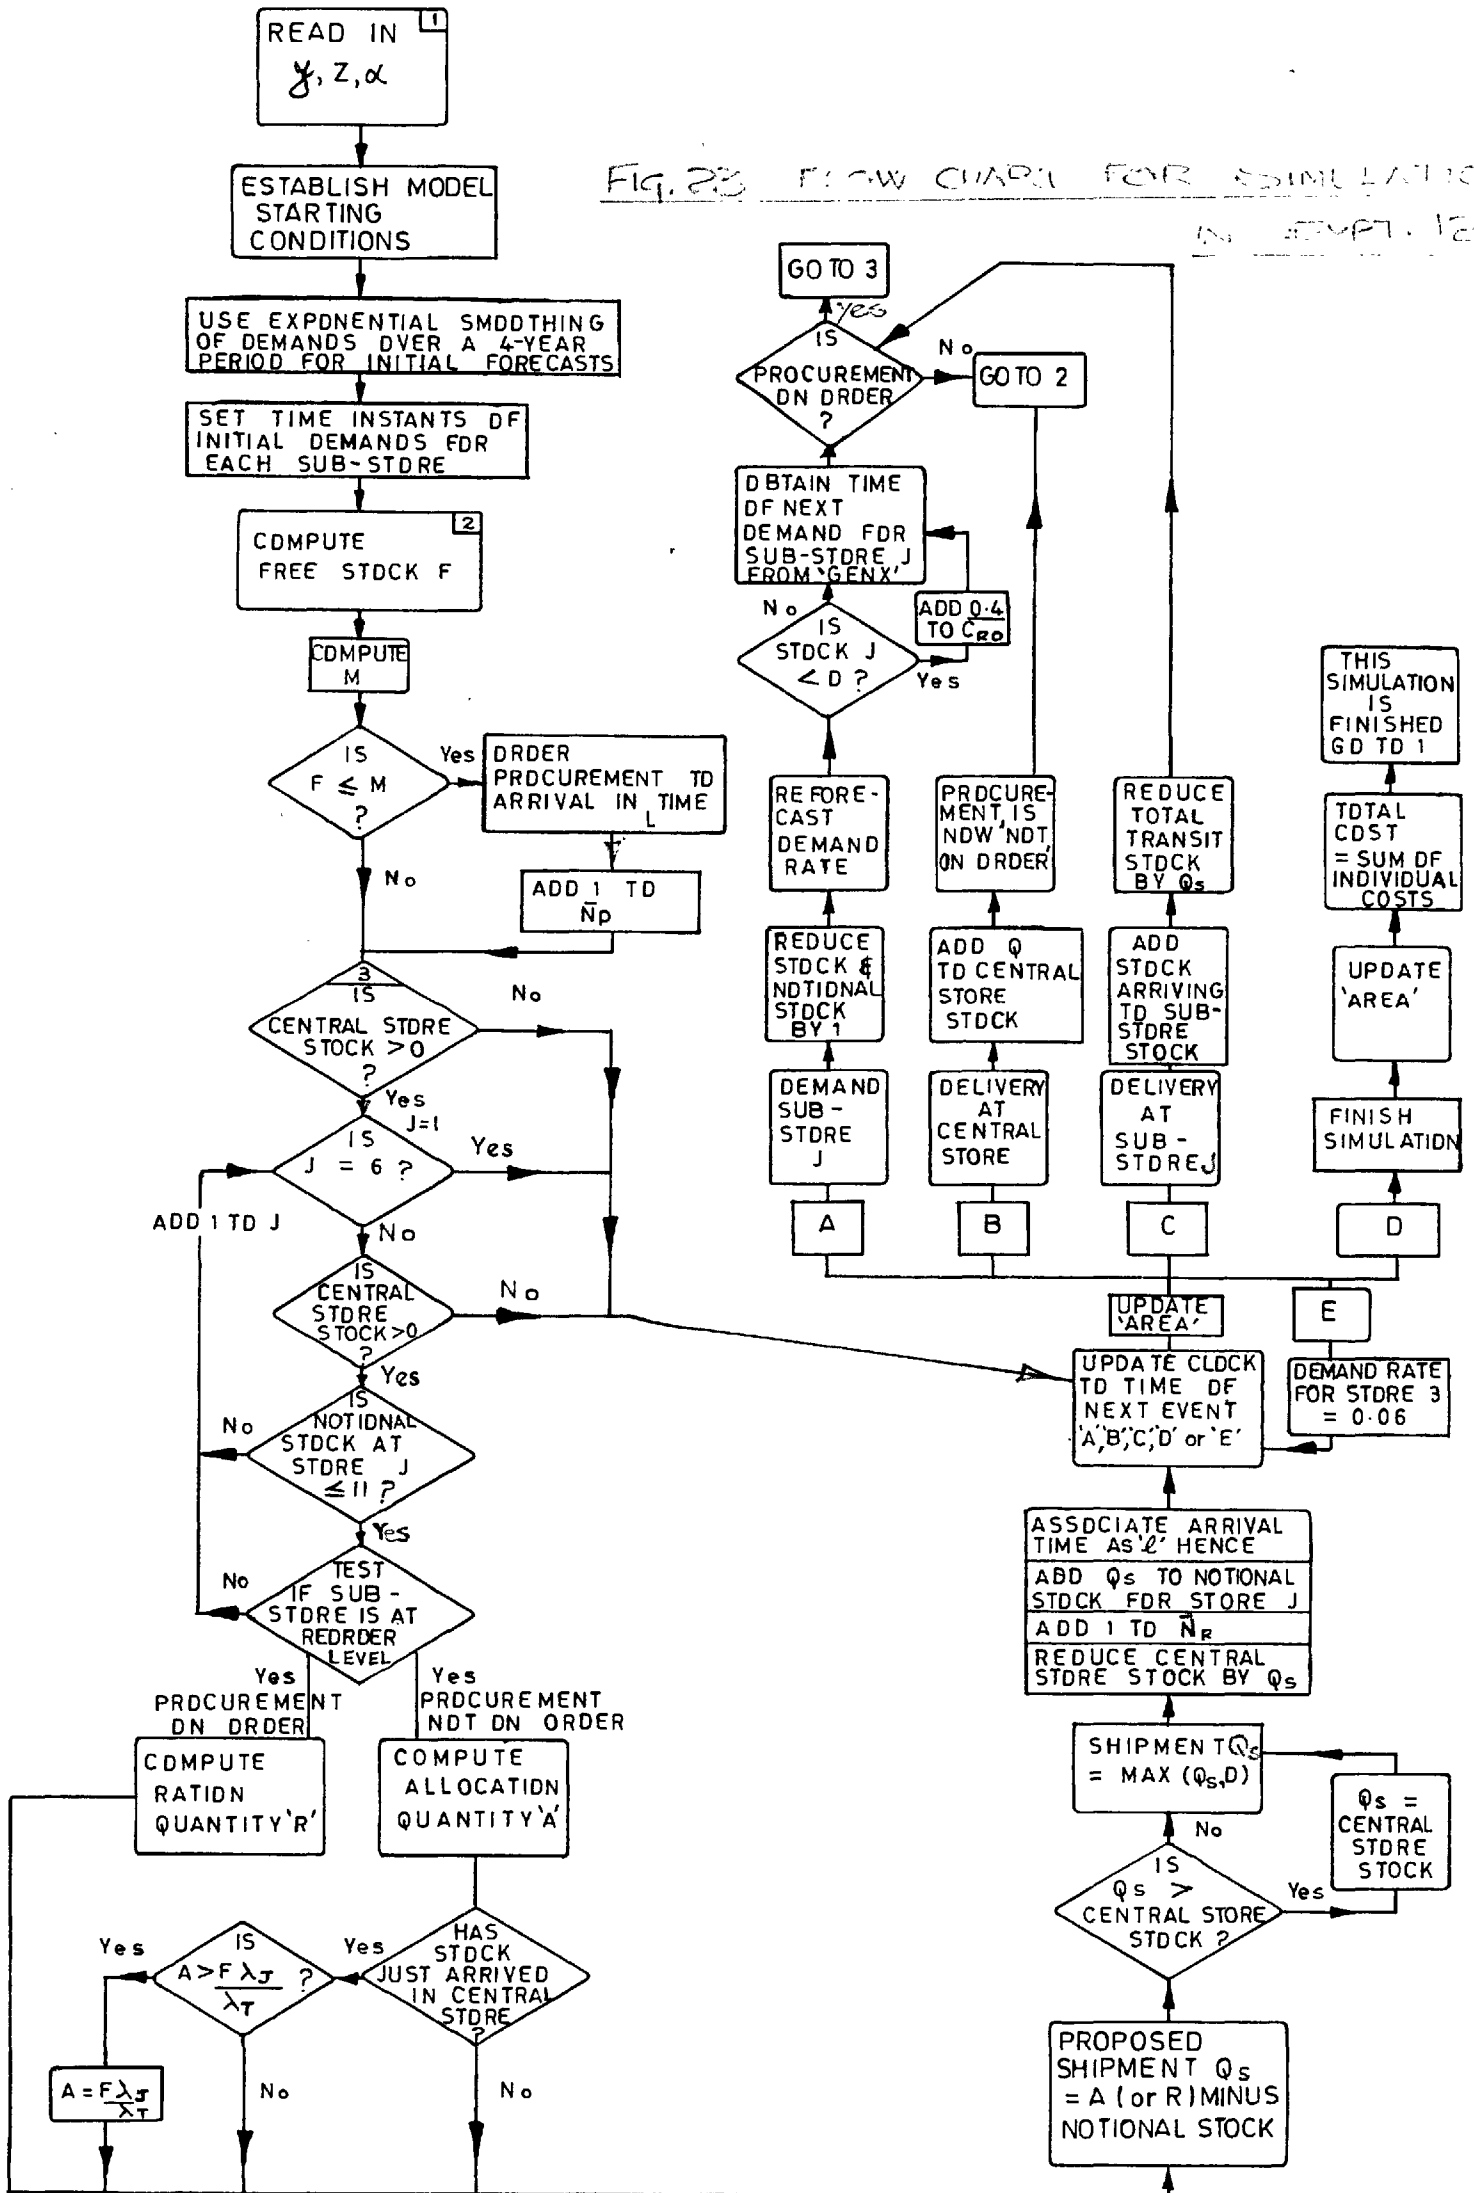 1
READ IN
y, Z, α
FIG. 23 FLOW CHART FOR
IN
ESTABLISH MODEL
STARTING
CONDITIONS
USE EXPONENTIAL SMOOTHING
OF DEMANDS OVER A 4-YEAR
PERIOD FOR INITIAL FORECASTS
SET TIME INSTANTS OF
INITIAL DEMANDS FOR
EACH SUB-STORE
2
COMPUTE
FREE STOCK F
COMPUTE
M
IS
F ≤ M
?
Yes
ORDER
PROCUREMENT TO
ARRIVAL IN TIME
L
No
ADD 1 TO
N̄p
3
IS
CENTRAL STORE
STOCK >0
?
No
Yes
J=1
IS
J = 6 ?
Yes
ADD 1 TO J
No
IS
CENTRAL
STORE
STOCK>0
?
No
Yes
IS
NOTIONAL
STOCK AT
STORE J
≤ 11 ?
No
Yes
TEST
IF SUB-
STORE IS AT
REORDER
LEVEL
No
Yes
PROCUREMENT
ON ORDER
Yes
PROCUREMENT
NOT ON ORDER
COMPUTE
RATION
QUANTITY 'R'
COMPUTE
ALLOCATION
QUANTITY 'A'
HAS
STOCK
JUST ARRIVED
IN CENTRAL
STORE
?
Yes
IS
A > FλJ ?
λT
Yes
A = FλJ
λT
No
No
GO TO 3
Yes
IS
PROCUREMENT
ON ORDER
?
No
GO TO 2
OBTAIN TIME
OF NEXT
DEMAND FOR
SUB-STORE J
FROM 'GENX'
No
IS
STOCK J
< 0 ?
Yes
ADD 0.4
TO CRO
REFORE-
CAST
DEMAND
RATE
REDUCE
STOCK &
NOTIONAL
STOCK
BY 1
DEMAND
SUB-
STORE
J
A
PROCURE-
MENT, IS
NOW 'NOT
ON ORDER'
ADD Q
TO CENTRAL
STORE
STOCK
DELIVERY
AT
CENTRAL
STORE
B
REDUCE
TOTAL
TRANSIT
STOCK
BY Qs
ADD
STOCK
ARRIVING
TO SUB-
STORE
STOCK
DELIVERY
AT
SUB-
STORE J
C
THIS
SIMULATION
IS
FINISHED
GO TO 1
TOTAL
COST
= SUM OF
INDIVIDUAL
COSTS
UPDATE
'AREA'
FINISH
SIMULATION
D
UPDATE
'AREA'
E
UPDATE CLOCK
TO TIME OF
NEXT EVENT
'A','B','C','D' or 'E'
DEMAND RATE
FOR STORE 3
= 0.06
ASSOCIATE ARRIVAL
TIME AS 'ℓ' HENCE
ADD Qs TO NOTIONAL
STOCK FOR STORE J
ADD 1 TO N̄R
REDUCE CENTRAL
STORE STOCK BY Qs
SHIPMENT Qs
= MAX (Qs,0)
Qs =
CENTRAL
STORE
STOCK
No
IS
Qs >
CENTRAL STORE
STOCK ?
Yes
PROPOSED
SHIPMENT Qs
= A (or R) MINUS
NOTIONAL STOCK